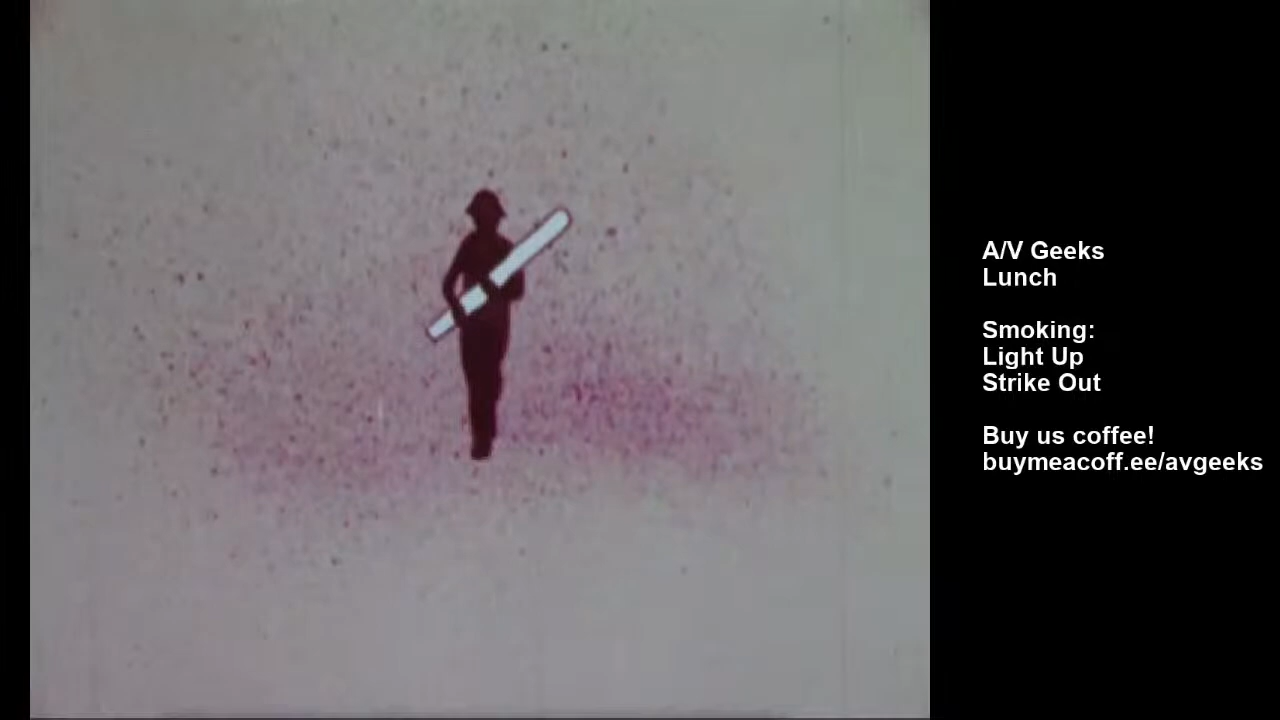 A/V Geeks
Lunch
Smoking:
Light Up
Strike Out
Buy us coffee!
buymeacoff.ee/avgeeks